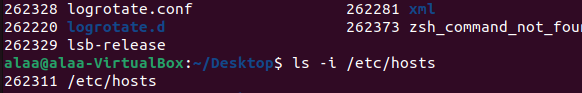 262328 logrotate.conf 262281 xml
262220 logrotate.d 262373 zsh_command_not_fou
262329 lsb-release
alaa@alaa-VirtualBox:~/Desktop$ ls -i /etc/hosts
262311 /etc/hosts